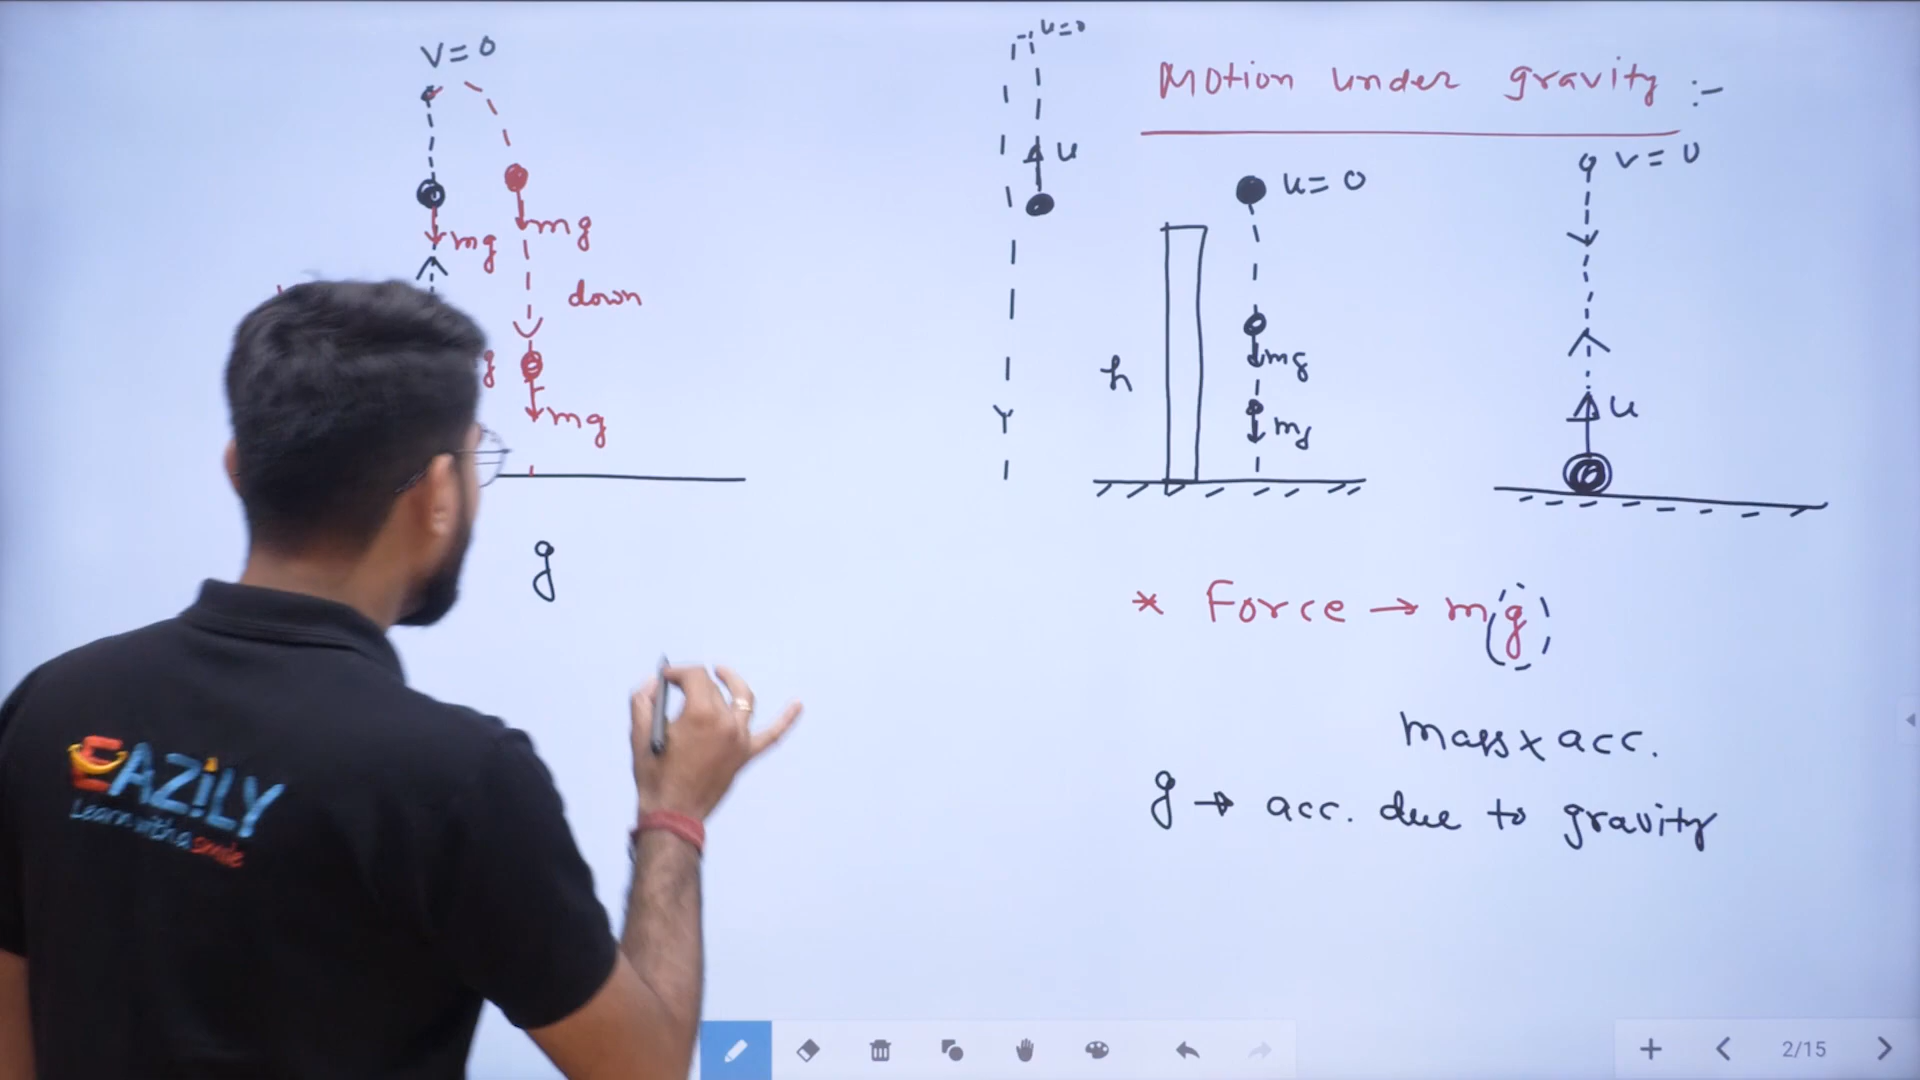 v = 0
mg
mg
down
g
mg
g
u = 0
u
Motion under gravity :-
u = 0
h
mg
mg
v = 0
u
* Force → mg
mass x acc.
g → acc. due to gravity
EAZiLY
Learn with a smile
2/15